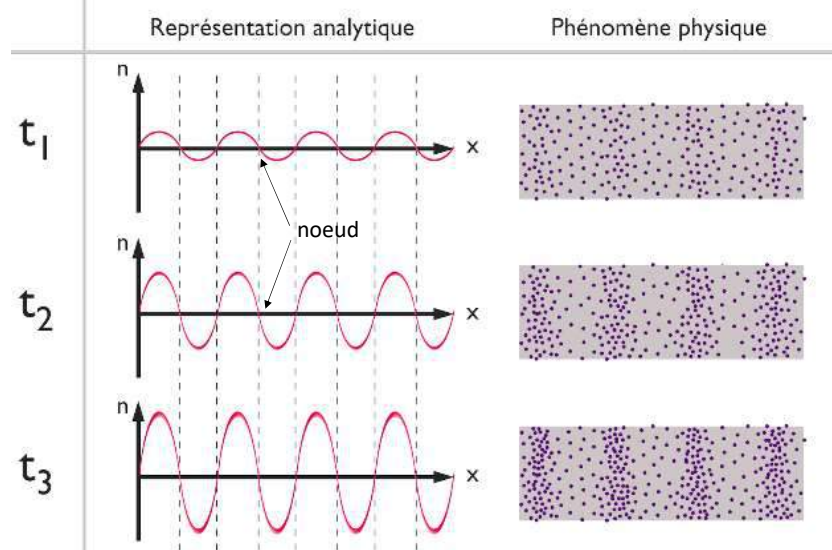 Représentation analytique
Phénomène physique
n
t1
x
noeud
n
t2
x
n
t3
x